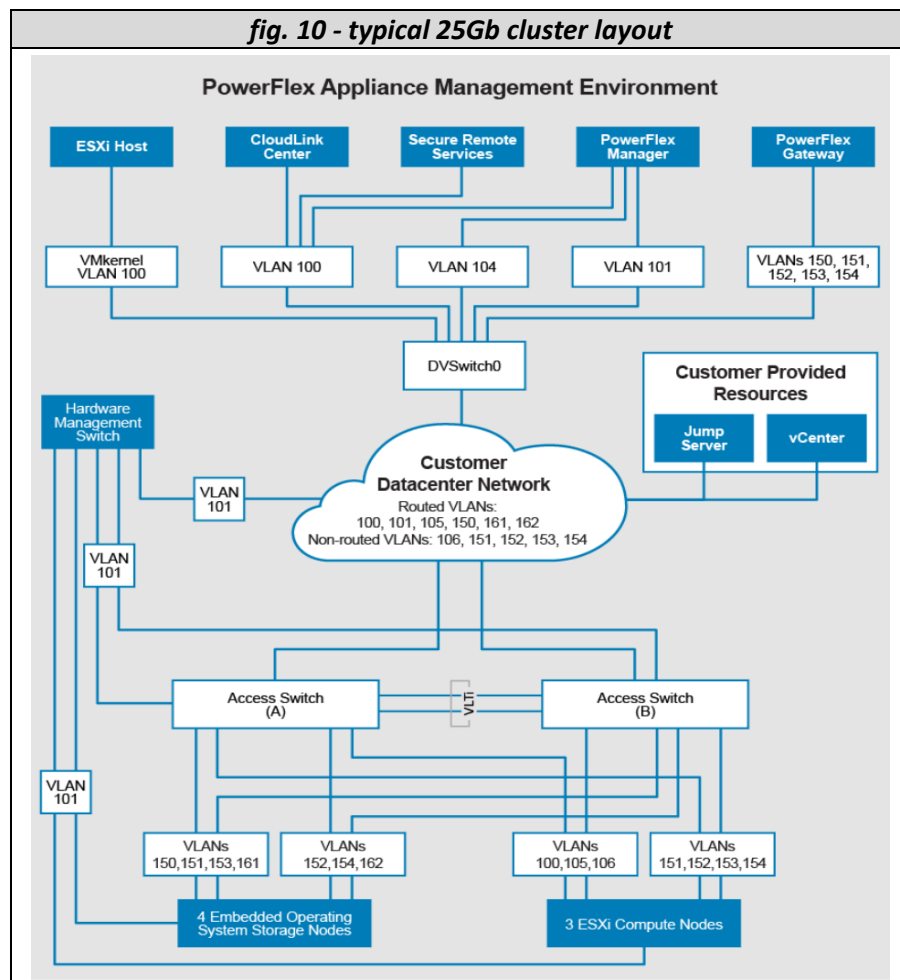 fig. 10 - typical 25Gb cluster layout
PowerFlex Appliance Management Environment
ESXi Host
CloudLink
Center
Secure Remote
Services
PowerFlex
Manager
PowerFlex
Gateway
VMkernel
VLAN 100
VLAN 100
VLAN 104
VLAN 101
VLANs 150, 151,
152, 153, 154
DVSwitch0
Customer Provided
Resources
Jump
Server
vCenter
Hardware
Management
Switch
Customer
Datacenter Network
Routed VLANs:
100, 101, 105, 150, 161, 162
Non-routed VLANs: 106, 151, 152, 153, 154
VLAN
101
VLAN
101
Access Switch
(A)
VLTi
Access Switch
(B)
VLAN
101
VLANs
150,151,153,161
VLANs
152,154,162
VLANs
100,105,106
VLANs
151,152,153,154
4 Embedded Operating
System Storage Nodes
3 ESXi Compute Nodes